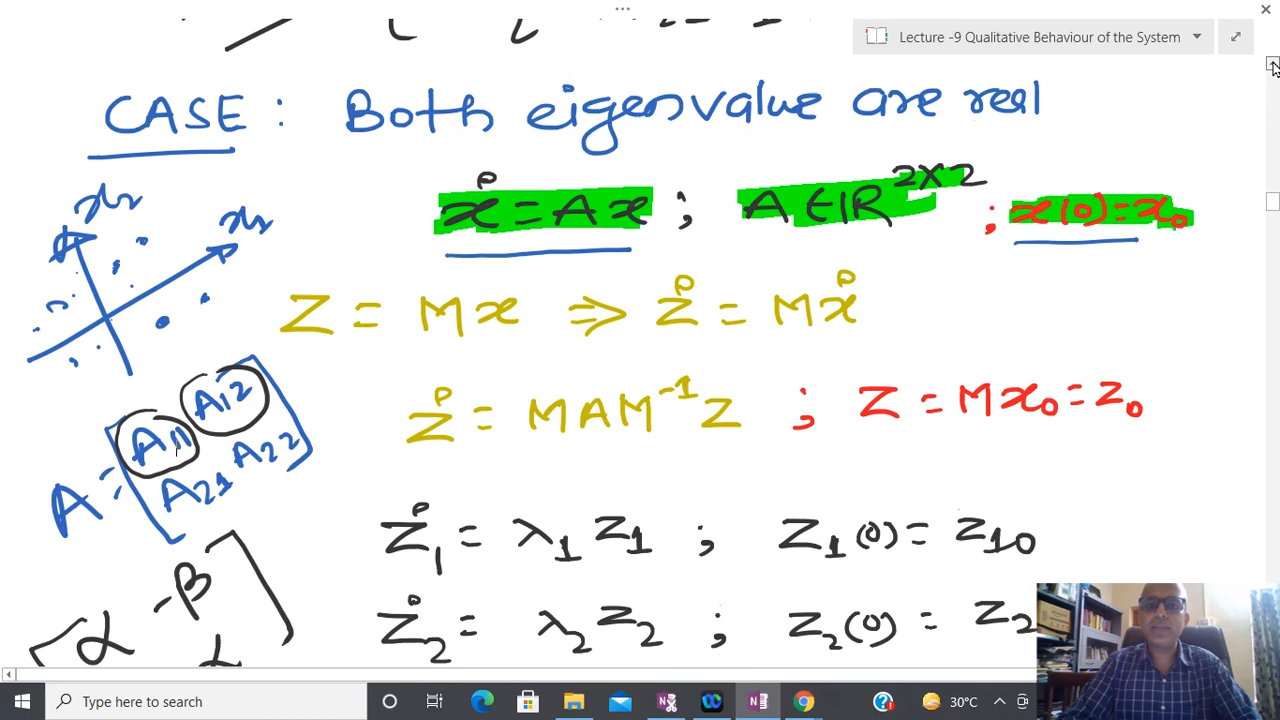 Lecture -9 Qualitative Behaviour of the System
CASE : Both eigenvalue are real
ẋ = Ax ; A ∈ ℝ^{2×2} ; x(0) = x₀
Z = Mx ⇒ Ż = Mẋ
Ż = MAM⁻¹Z ; Z = Mx₀ = Z₀
A = [A11 A12
A21 A22]
Ż₁ = λ₁ Z₁ ; Z₁(0) = Z₁₀
Ż₂ = λ₂ Z₂ ; Z₂(0) = Z₂
α -β
Type here to search
30°C